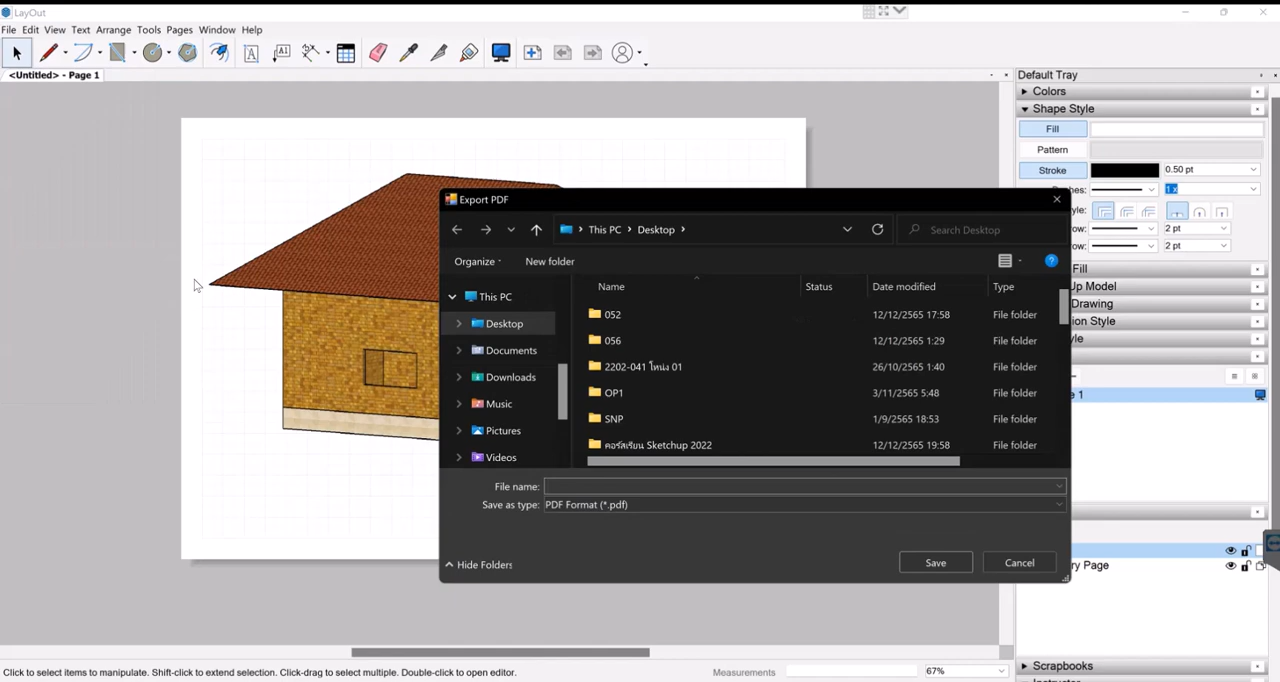 LayOut
File Edit View Text Arrange Tools Pages Window Help
<Untitled> - Page 1
Default Tray
Colors
Shape Style
Fill
Pattern
Stroke 0.50 pt
1 x
2 pt
2 pt
Fill
Up Model
Drawing
Scrapbooks
Export PDF
This PC Desktop
Search Desktop
Organize New folder
This PC
Desktop
Documents
Downloads
Music
Pictures
Videos
Name Status Date modified Type
052 12/12/2565 17:58 File folder
056 12/12/2565 1:29 File folder
2202-041 โหน่ง 01 26/10/2565 1:40 File folder
OP1 3/11/2565 5:48 File folder
SNP 1/9/2565 18:53 File folder
คอร์สเรียน Sketchup 2022 12/12/2565 19:58 File folder
File name:
Save as type: PDF Format (*.pdf)
Hide Folders
Save Cancel
Click to select items to manipulate. Shift-click to extend selection. Click-drag to select multiple. Double-click to open editor.
Measurements 67%